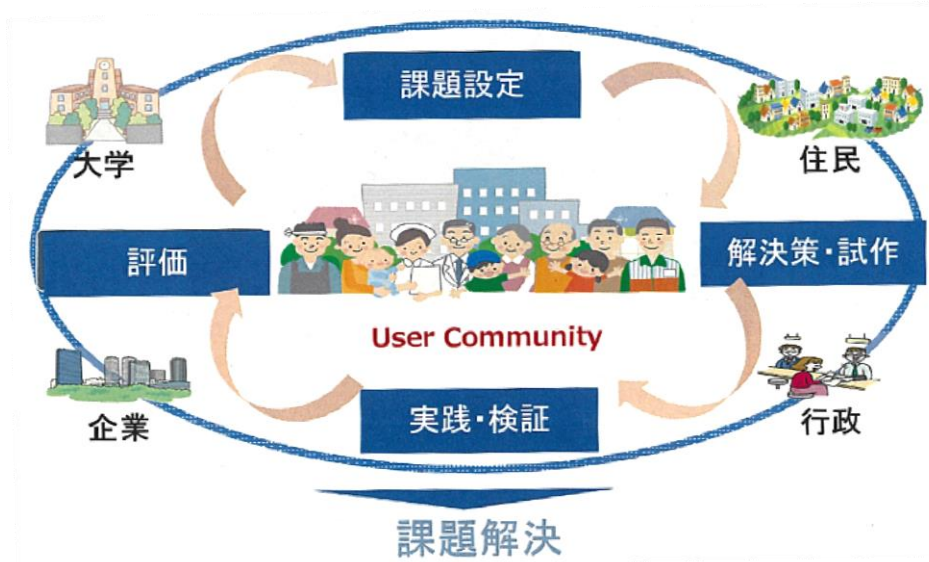 課題設定
大学
住民
評価
解決策・試作
User Community
企業
実践・検証
行政
課題解決